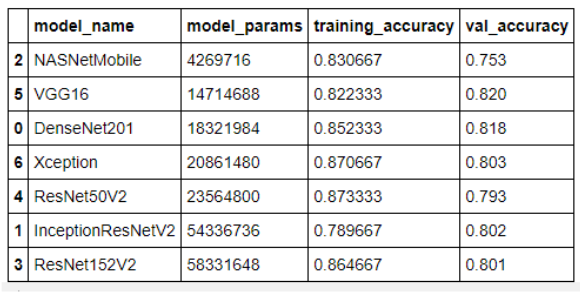 model_name model_params training_accuracy val_accuracy
2 NASNetMobile 4269716 0.830667 0.753
5 VGG16 14714688 0.822333 0.820
0 DenseNet201 18321984 0.852333 0.818
6 Xception 20861480 0.870667 0.803
4 ResNet50V2 23564800 0.873333 0.793
1 InceptionResNetV2 54336736 0.789667 0.802
3 ResNet152V2 58331648 0.864667 0.801